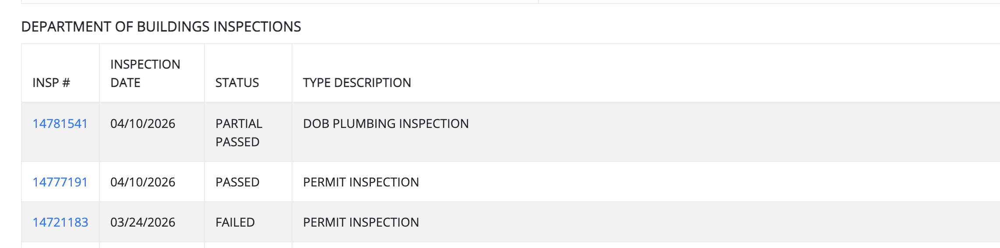 DEPARTMENT OF BUILDINGS INSPECTIONS
INSP # INSPECTION DATE STATUS TYPE DESCRIPTION
14781541 04/10/2026 PARTIAL PASSED DOB PLUMBING INSPECTION
14777191 04/10/2026 PASSED PERMIT INSPECTION
14721183 03/24/2026 FAILED PERMIT INSPECTION